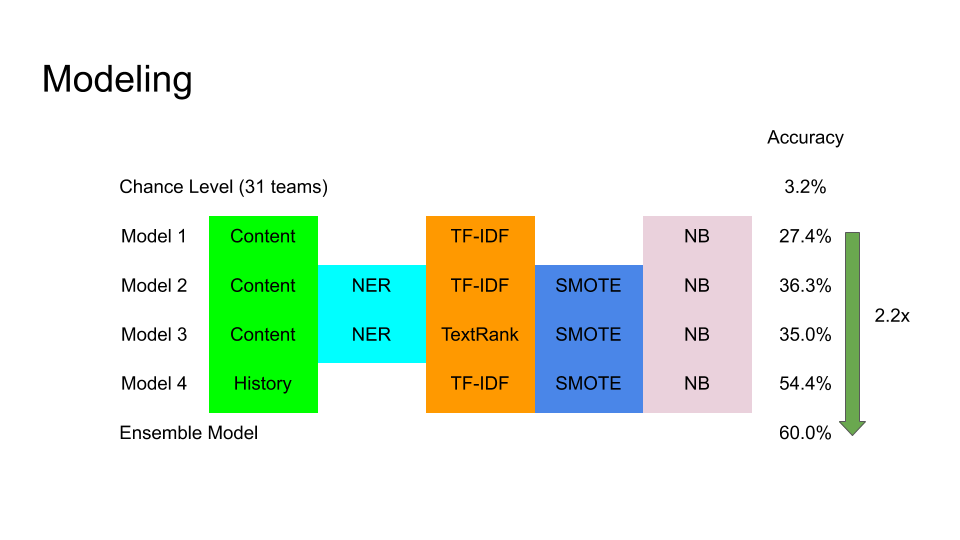 Modeling
Accuracy
Chance Level (31 teams) 3.2%
Model 1 Content TF-IDF NB 27.4%
Model 2 Content NER TF-IDF SMOTE NB 36.3%
2.2x
Model 3 Content NER TextRank SMOTE NB 35.0%
Model 4 History TF-IDF SMOTE NB 54.4%
Ensemble Model 60.0%